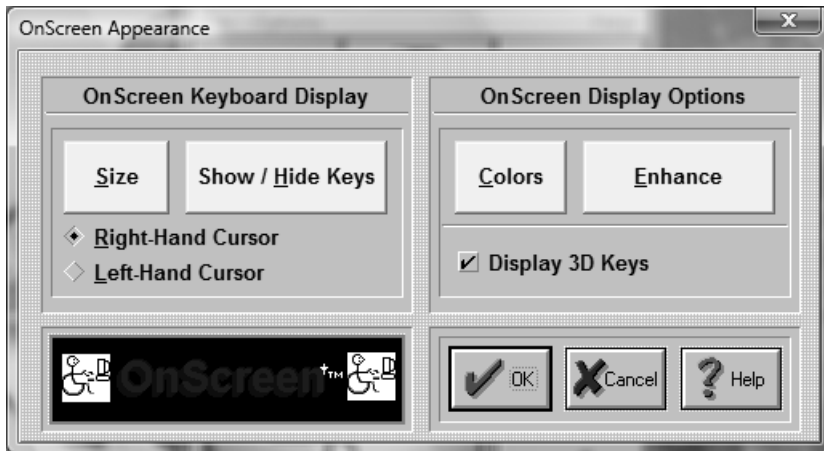 OnScreen Appearance
OnScreen Keyboard Display
Size
Show / Hide Keys
Right-Hand Cursor
Left-Hand Cursor
OnScreen Display Options
Colors
Enhance
Display 3D Keys
OnScreen +™
OK
Cancel
Help